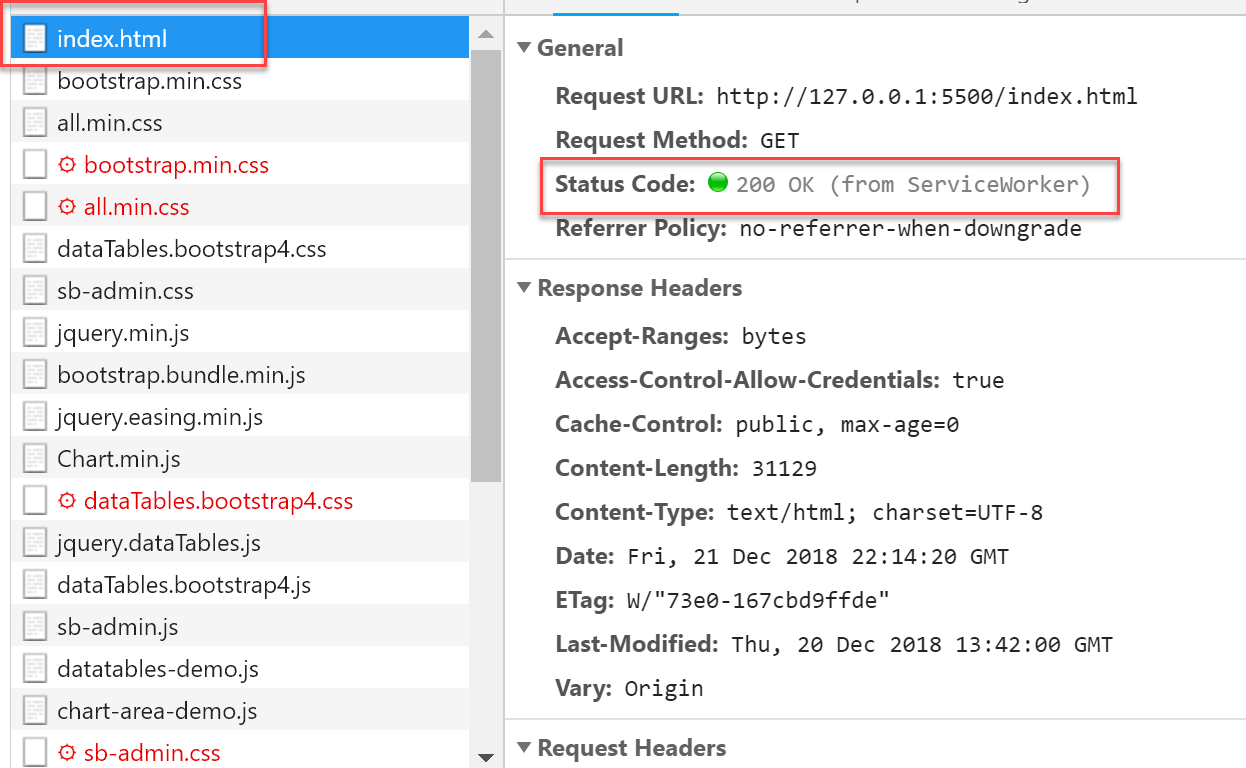 index.html
bootstrap.min.css
all.min.css
bootstrap.min.css
all.min.css
dataTables.bootstrap4.css
sb-admin.css
jquery.min.js
bootstrap.bundle.min.js
jquery.easing.min.js
Chart.min.js
dataTables.bootstrap4.css
jquery.dataTables.js
dataTables.bootstrap4.js
sb-admin.js
datatables-demo.js
chart-area-demo.js
sb-admin.css
General
Request URL: http://127.0.0.1:5500/index.html
Request Method: GET
Status Code: 200 OK (from ServiceWorker)
Referrer Policy: no-referrer-when-downgrade
Response Headers
Accept-Ranges: bytes
Access-Control-Allow-Credentials: true
Cache-Control: public, max-age=0
Content-Length: 31129
Content-Type: text/html; charset=UTF-8
Date: Fri, 21 Dec 2018 22:14:20 GMT
ETag: W/"73e0-167cbd9ffde"
Last-Modified: Thu, 20 Dec 2018 13:42:00 GMT
Vary: Origin
Request Headers